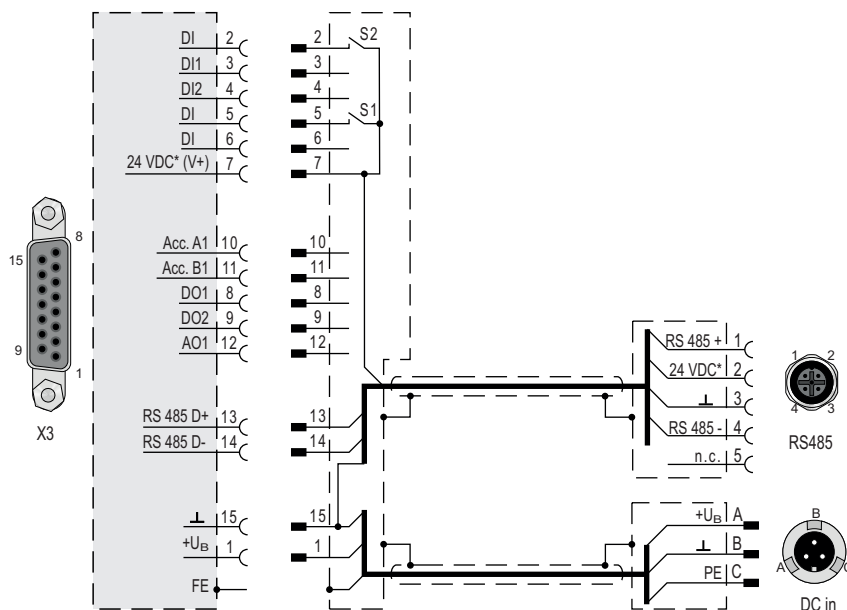 DI 2 2 S2
DI1 3 3
DI2 4 4
DI 5 5 S1
DI 6 6
24 VDC* (V+) 7 7
8
15
9
1
X3
Acc. A1 10 10
Acc. B1 11 11
DO1 8 8
DO2 9 9
AO1 12 12
RS 485 D+ 13 13
RS 485 D- 14 14
⊥ 15 15
+UB 1 1
FE
RS 485 + 1
24 VDC* 2
⊥ 3
RS 485 - 4
n.c. 5
1 2
4 3
RS485
+UB A
⊥ B
PE C
B
A C
DC in